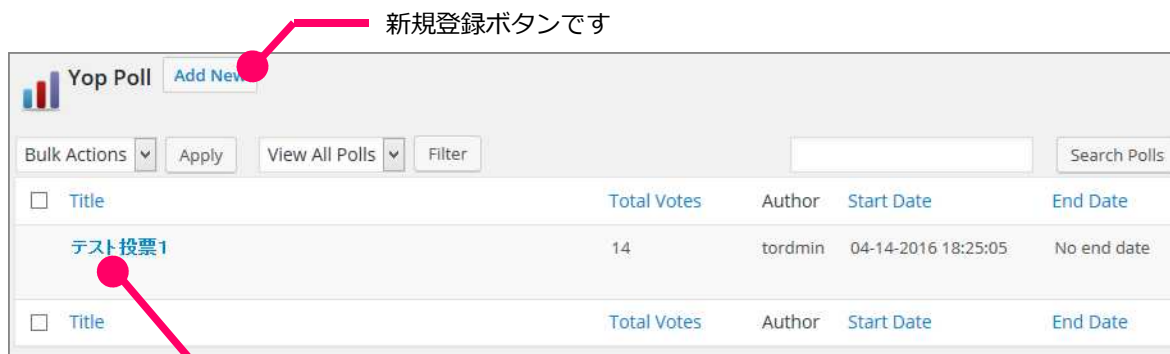 新規登録ボタンです
Yop Poll Add New
Bulk Actions Apply View All Polls Filter Search Polls
Title Total Votes Author Start Date End Date
テスト投票1 14 tordmin 04-14-2016 18:25:05 No end date
Title Total Votes Author Start Date End Date